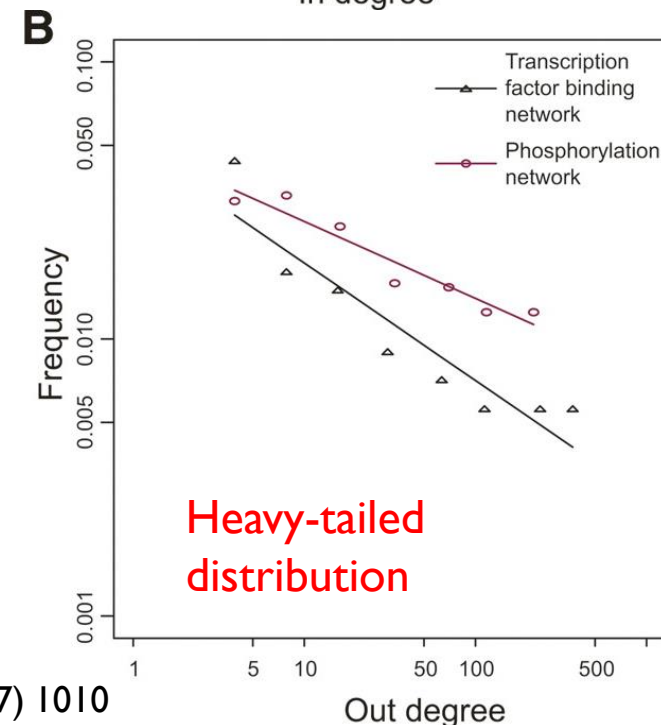 In degree
B
Transcription
factor binding
network
Phosphorylation
network
Frequency
0.100
0.050
0.010
0.005
0.001
Heavy-tailed
distribution
1 5 10 50 100 500
7) 1010
Out degree